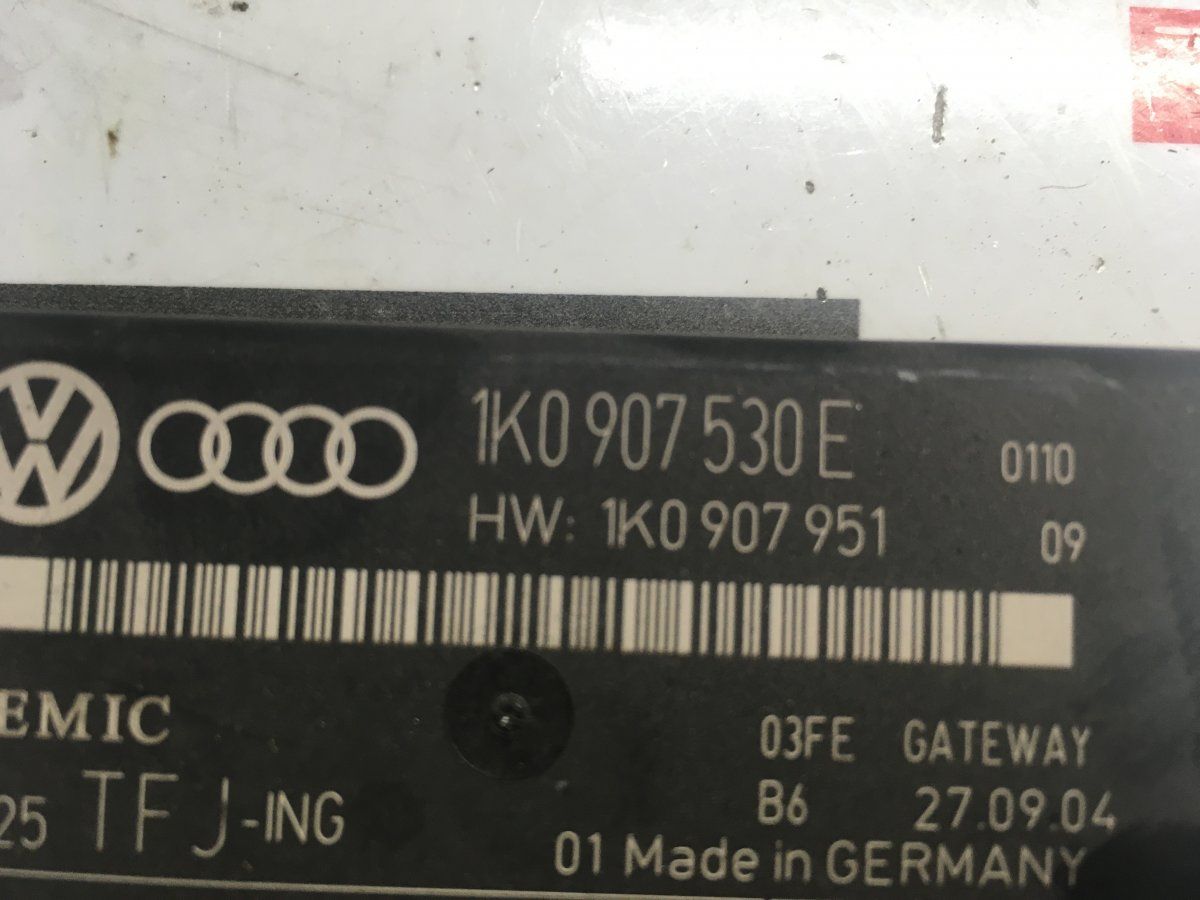 1K0 907 530 E 0110
HW: 1K0 907 951 09
EMIC
03FE GATEWAY
25 TF J-ING
B6 27.09.04
01 Made in GERMANY